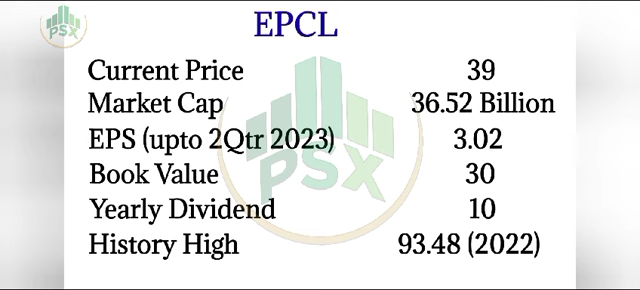 PSX
EPCL
Current Price 39
Market Cap 36.52 Billion
EPS (upto 2Qtr 2023) 3.02
Book Value 30
Yearly Dividend 10
History High 93.48 (2022)
PSX